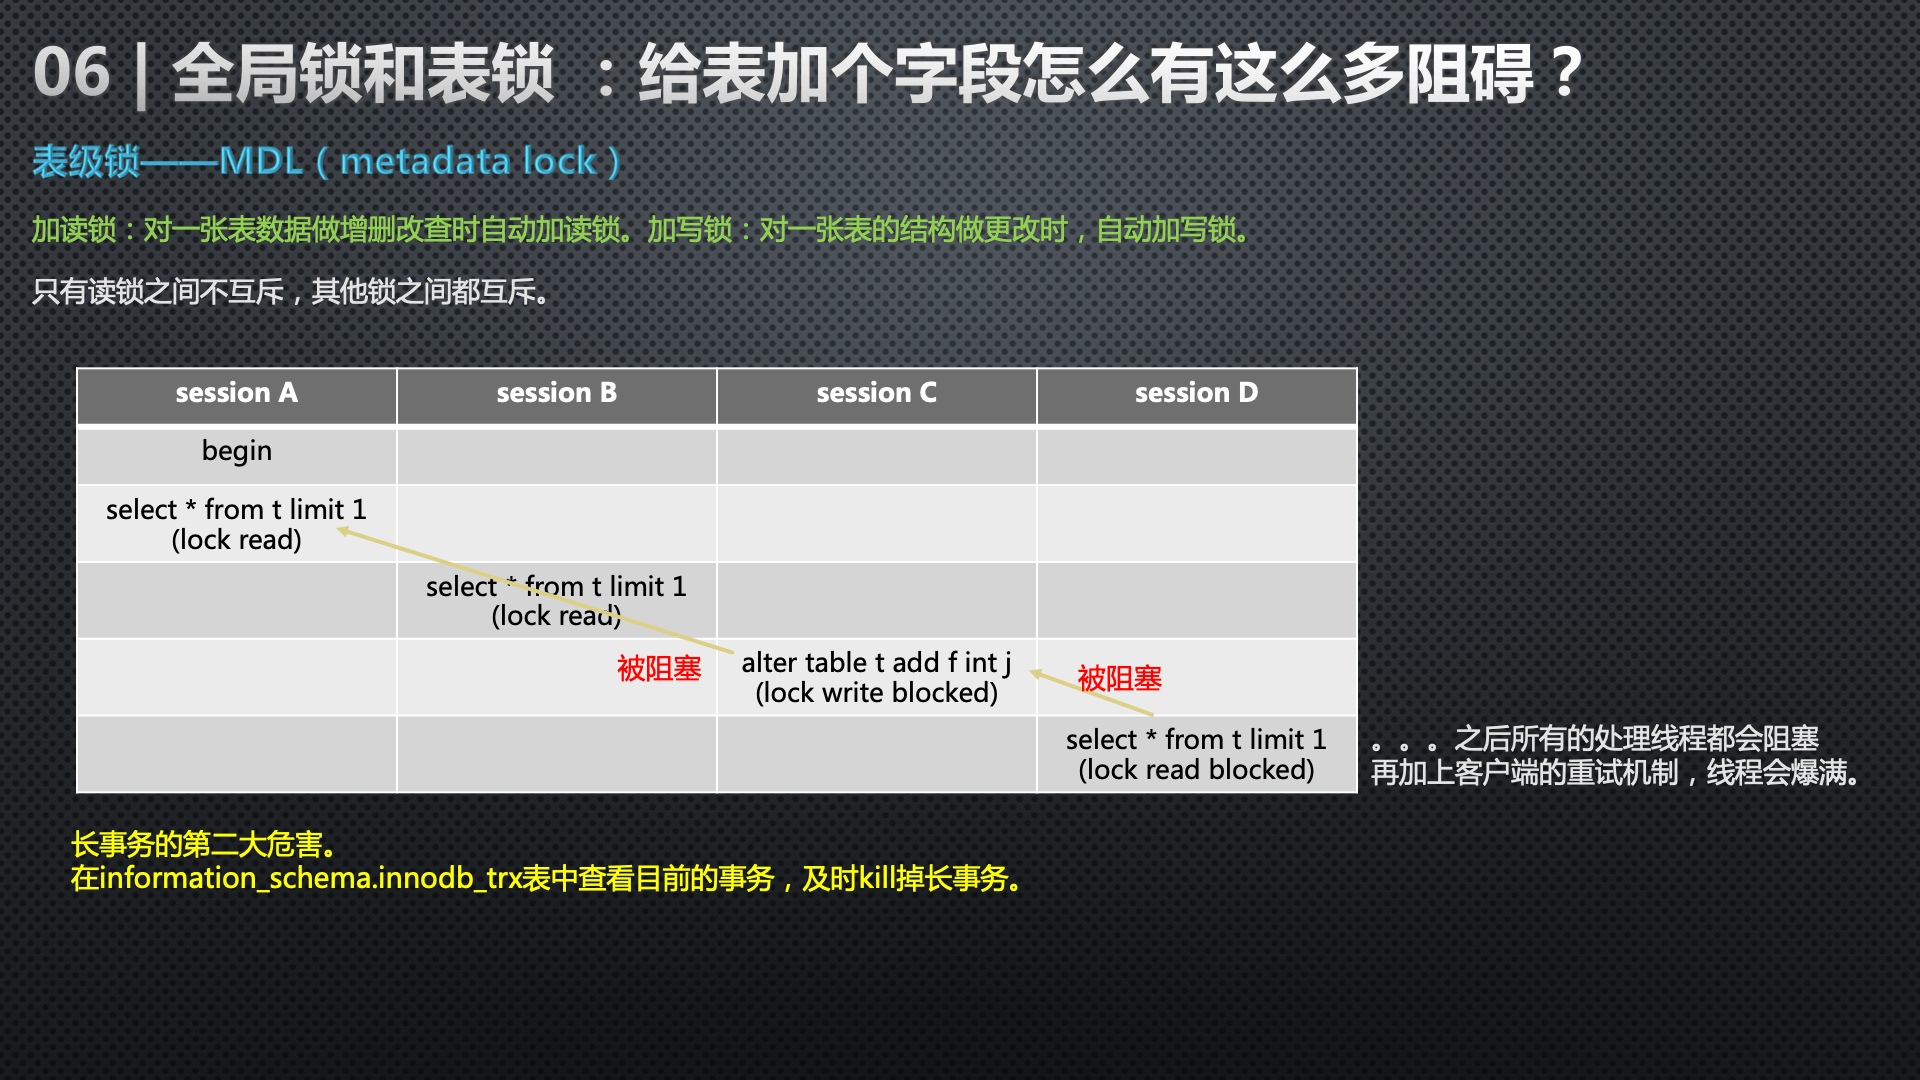 06 | 全局锁和表锁 ：给表加个字段怎么有这么多阻碍？
表级锁——MDL（metadata lock）
加读锁：对一张表数据做增删改查时自动加读锁。加写锁：对一张表的结构做更改时，自动加写锁。
只有读锁之间不互斥，其他锁之间都互斥。
session A
session B
session C
session D
begin
select * from t limit 1
(lock read)
select * from t limit 1
(lock read)
被阻塞
alter table t add f int j
(lock write blocked)
被阻塞
select * from t limit 1
(lock read blocked)
。。。之后所有的处理线程都会阻塞
再加上客户端的重试机制，线程会爆满。
长事务的第二大危害。
在information_schema.innodb_trx表中查看目前的事务，及时kill掉长事务。